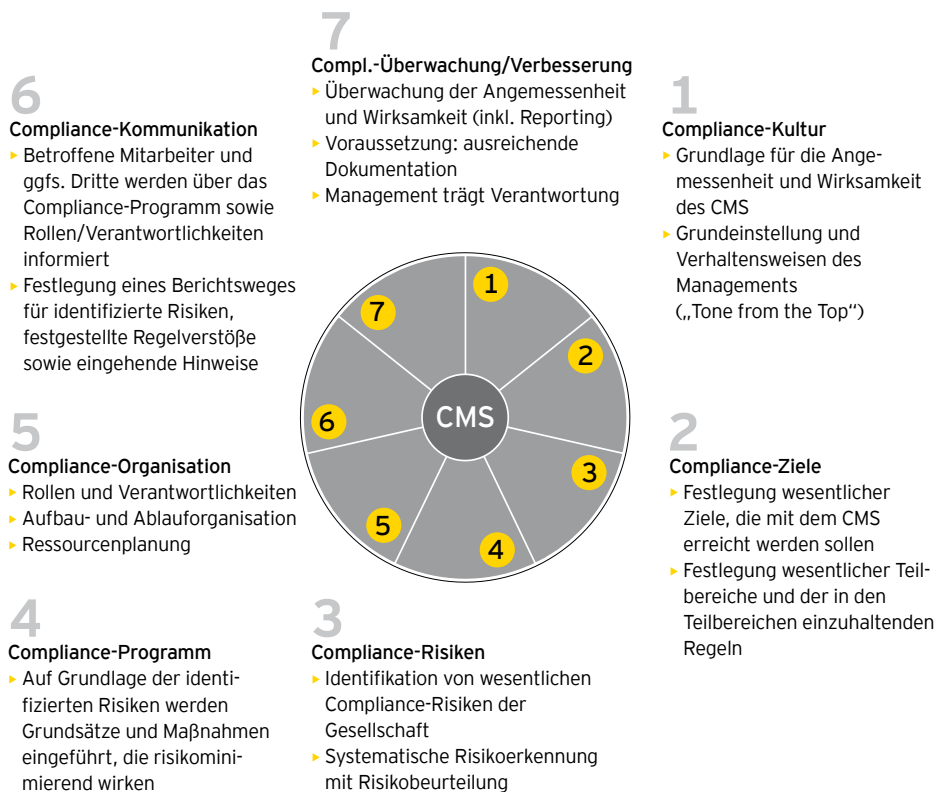 7
Compl.-Überwachung/Verbesserung
▸ Überwachung der Angemessenheit
und Wirksamkeit (inkl. Reporting)
▸ Voraussetzung: ausreichende
Dokumentation
▸ Management trägt Verantwortung
6
Compliance-Kommunikation
▸ Betroffene Mitarbeiter und
ggfs. Dritte werden über das
Compliance-Programm sowie
Rollen/Verantwortlichkeiten
informiert
▸ Festlegung eines Berichtsweges
für identifizierte Risiken,
festgestellte Regelverstöße
sowie eingehende Hinweise
1
Compliance-Kultur
▸ Grundlage für die Ange-
messenheit und Wirksamkeit
des CMS
▸ Grundeinstellung und
Verhaltensweisen des
Managements
(„Tone from the Top“)
1
2
3
4
5
6
7
CMS
5
Compliance-Organisation
▸ Rollen und Verantwortlichkeiten
▸ Aufbau- und Ablauforganisation
▸ Ressourcenplanung
2
Compliance-Ziele
▸ Festlegung wesentlicher
Ziele, die mit dem CMS
erreicht werden sollen
▸ Festlegung wesentlicher Teil-
bereiche und der in den
Teilbereichen einzuhaltenden
Regeln
4
Compliance-Programm
▸ Auf Grundlage der identi-
fizierten Risiken werden
Grundsätze und Maßnahmen
eingeführt, die risikomini-
mierend wirken
3
Compliance-Risiken
▸ Identifikation von wesentlichen
Compliance-Risiken der
Gesellschaft
▸ Systematische Risikoerkennung
mit Risikobeurteilung